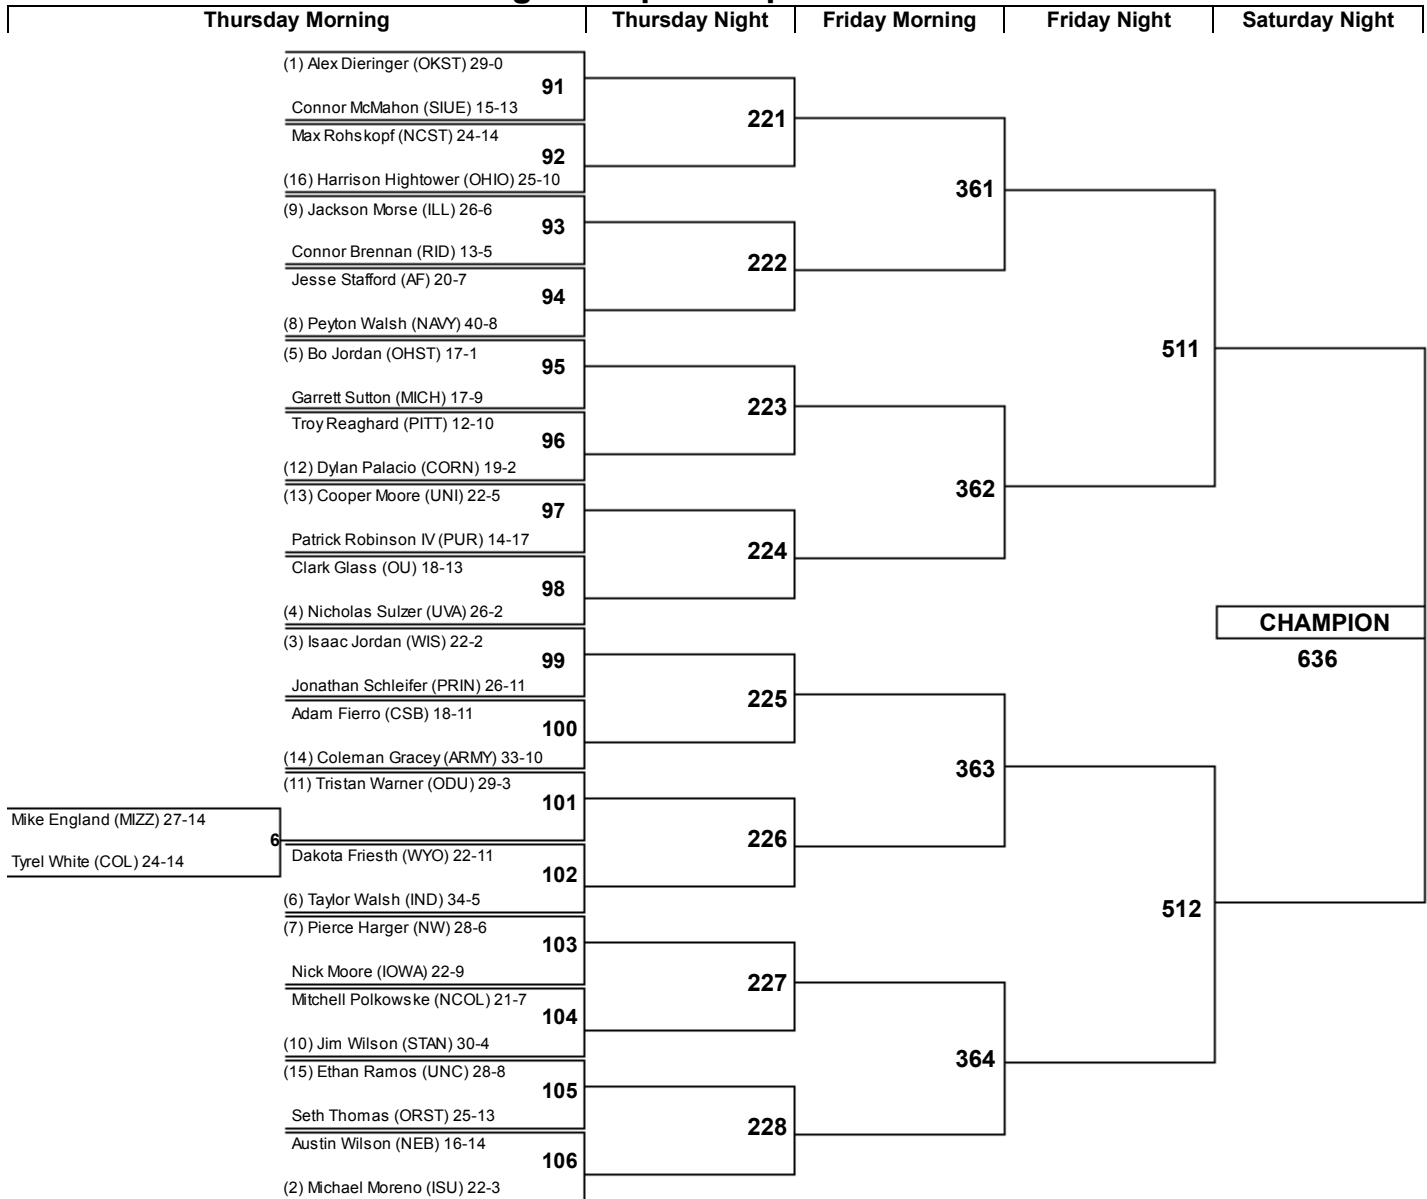 Thursday Morning Thursday Night Friday Morning Friday Night Saturday Night
(1) Alex Dieringer (OKST) 29-0
91
Connor McMahon (SIUE) 15-13
221
Max Rohskopf (NCST) 24-14
92
(16) Harrison Hightower (OHIO) 25-10
361
(9) Jackson Morse (ILL) 26-6
93
Connor Brennan (RID) 13-5
222
Jesse Stafford (AF) 20-7
94
(8) Peyton Walsh (NAVY) 40-8
511
(5) Bo Jordan (OHST) 17-1
95
Garrett Sutton (MICH) 17-9
223
Troy Reaghard (PITT) 12-10
96
(12) Dylan Palacio (CORN) 19-2
362
(13) Cooper Moore (UNI) 22-5
97
Patrick Robinson IV (PUR) 14-17
224
Clark Glass (OU) 18-13
98
(4) Nicholas Sulzer (UVA) 26-2
CHAMPION
636
(3) Isaac Jordan (WIS) 22-2
99
Jonathan Schleifer (PRIN) 26-11
225
Adam Fierro (CSB) 18-11
100
(14) Coleman Gracey (ARMY) 33-10
363
(11) Tristan Warner (ODU) 29-3
101
Mike England (MIZZ) 27-14
6
Tyrel White (COL) 24-14
226
Dakota Friesth (WYO) 22-11
102
(6) Taylor Walsh (IND) 34-5
512
(7) Pierce Harger (NW) 28-6
103
Nick Moore (IOWA) 22-9
227
Mitchell Polkowske (NCOL) 21-7
104
(10) Jim Wilson (STAN) 30-4
364
(15) Ethan Ramos (UNC) 28-8
105
Seth Thomas (ORST) 25-13
228
Austin Wilson (NEB) 16-14
106
(2) Michael Moreno (ISU) 22-3